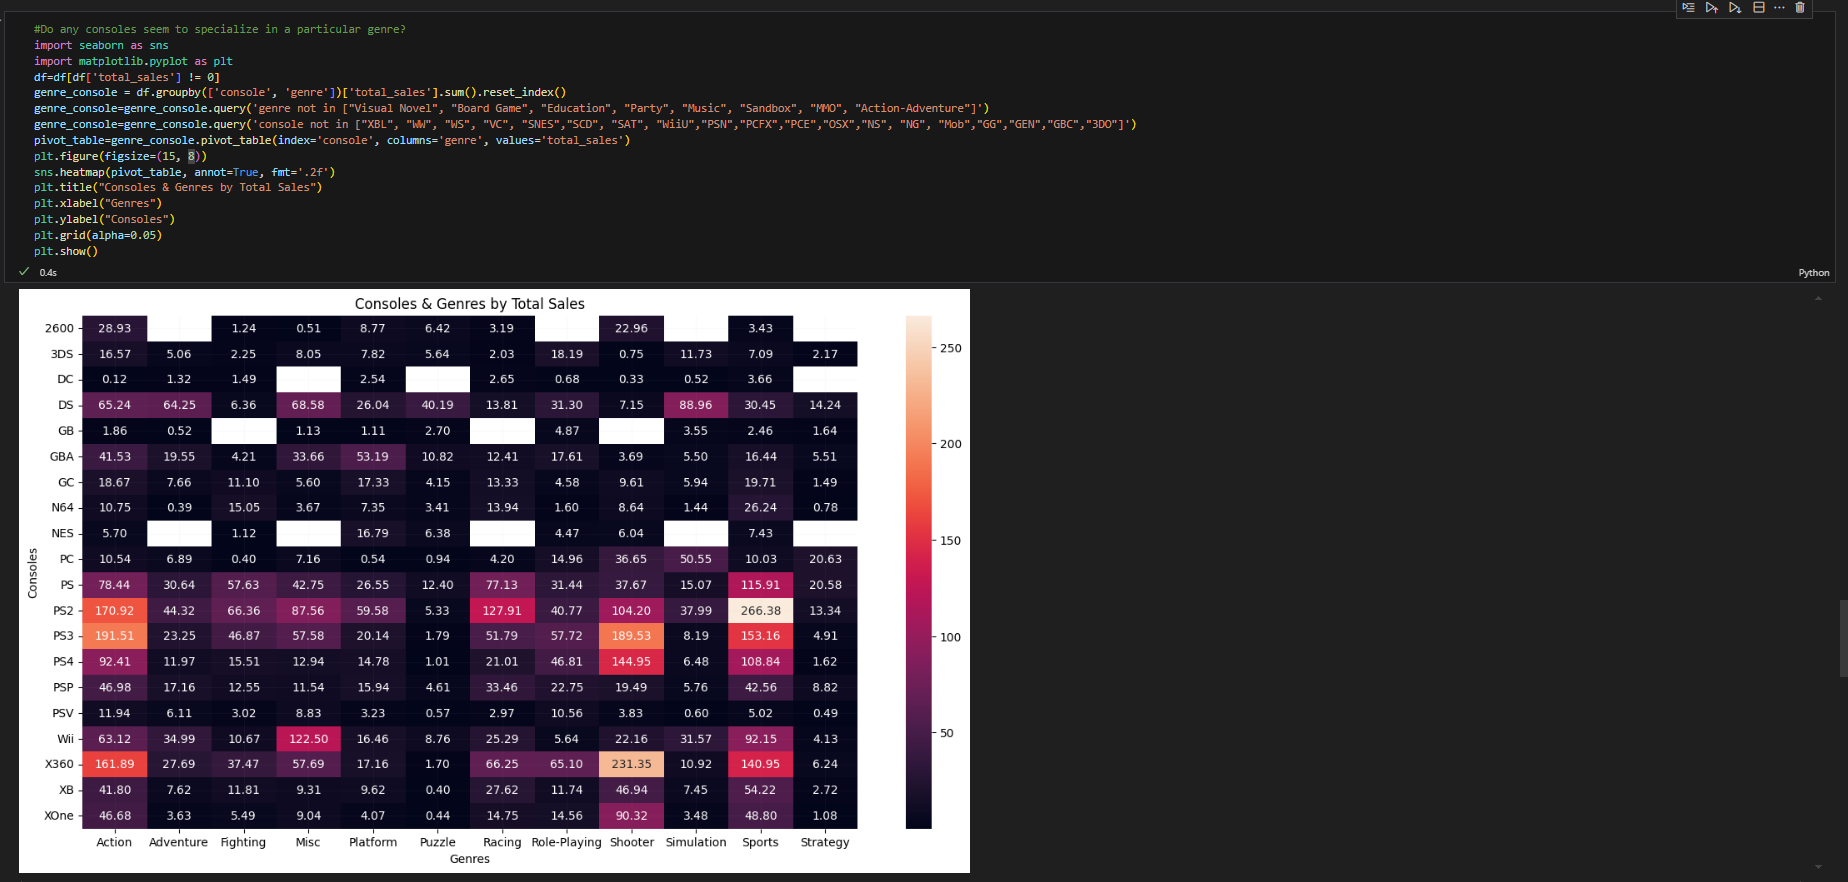 #Do any consoles seem to specialize in a particular genre?
import seaborn as sns
import matplotlib.pyplot as plt
df=df[df['total_sales'] != 0]
genre_console = df.groupby(['console', 'genre'])['total_sales'].sum().reset_index()
genre_console=genre_console.query('genre not in ["Visual Novel", "Board Game", "Education", "Party", "Music", "Sandbox", "MMO", "Action-Adventure"]')
genre_console=genre_console.query('console not in ["XBL", "WW", "WS", "VC", "SNES","SCD", "SAT", "WiiU","PSN","PCFX","PCE","OSX","NS", "NG", "Mob","GG","GEN","GBC","3DO"]')
pivot_table=genre_console.pivot_table(index='console', columns='genre', values='total_sales')
plt.figure(figsize=(15, 8))
sns.heatmap(pivot_table, annot=True, fmt='.2f')
plt.title("Consoles & Genres by Total Sales")
plt.xlabel("Genres")
plt.ylabel("Consoles")
plt.grid(alpha=0.05)
plt.show()
0.4s
Python
Consoles & Genres by Total Sales
2600 28.93 1.24 0.51 8.77 6.42 3.19 22.96 3.43
3DS 16.57 5.06 2.25 8.05 7.82 5.64 2.03 18.19 0.75 11.73 7.09 2.17
DC 0.12 1.32 1.49 2.54 2.65 0.68 0.33 0.52 3.66
DS 65.24 64.25 6.36 68.58 26.04 40.19 13.81 31.30 7.15 88.96 30.45 14.24
GB 1.86 0.52 1.13 1.11 2.70 4.87 3.55 2.46 1.64
GBA 41.53 19.55 4.21 33.66 53.19 10.82 12.41 17.61 3.69 5.50 16.44 5.51
GC 18.67 7.66 11.10 5.60 17.33 4.15 13.33 4.58 9.61 5.94 19.71 1.49
N64 10.75 0.39 15.05 3.67 7.35 3.41 13.94 1.60 8.64 1.44 26.24 0.78
NES 5.70 1.12 16.79 6.38 4.47 6.04 7.43
PC 10.54 6.89 0.40 7.16 0.54 0.94 4.20 14.96 36.65 50.55 10.03 20.63
PS 78.44 30.64 57.63 42.75 26.55 12.40 77.13 31.44 37.67 15.07 115.91 20.58
PS2 170.92 44.32 66.36 87.56 59.58 5.33 127.91 40.77 104.20 37.99 266.38 13.34
PS3 191.51 23.25 46.87 57.58 20.14 1.79 51.79 57.72 189.53 8.19 153.16 4.91
PS4 92.41 11.97 15.51 12.94 14.78 1.01 21.01 46.81 144.95 6.48 108.84 1.62
PSP 46.98 17.16 12.55 11.54 15.94 4.61 33.46 22.75 19.49 5.76 42.56 8.82
PSV 11.94 6.11 3.02 8.83 3.23 0.57 2.97 10.56 3.83 0.60 5.02 0.49
Wii 63.12 34.99 10.67 122.50 16.46 8.76 25.29 5.64 22.16 31.57 92.15 4.13
X360 161.89 27.69 37.47 57.69 17.16 1.70 66.25 65.10 231.35 10.92 140.95 6.24
XB 41.80 7.62 11.81 9.31 9.62 0.40 27.62 11.74 46.94 7.45 54.22 2.72
XOne 46.68 3.63 5.49 9.04 4.07 0.44 14.75 14.56 90.32 3.48 48.80 1.08
Action Adventure Fighting Misc Platform Puzzle Racing Role-Playing Shooter Simulation Sports Strategy
Genres
Consoles
250
200
150
100
50